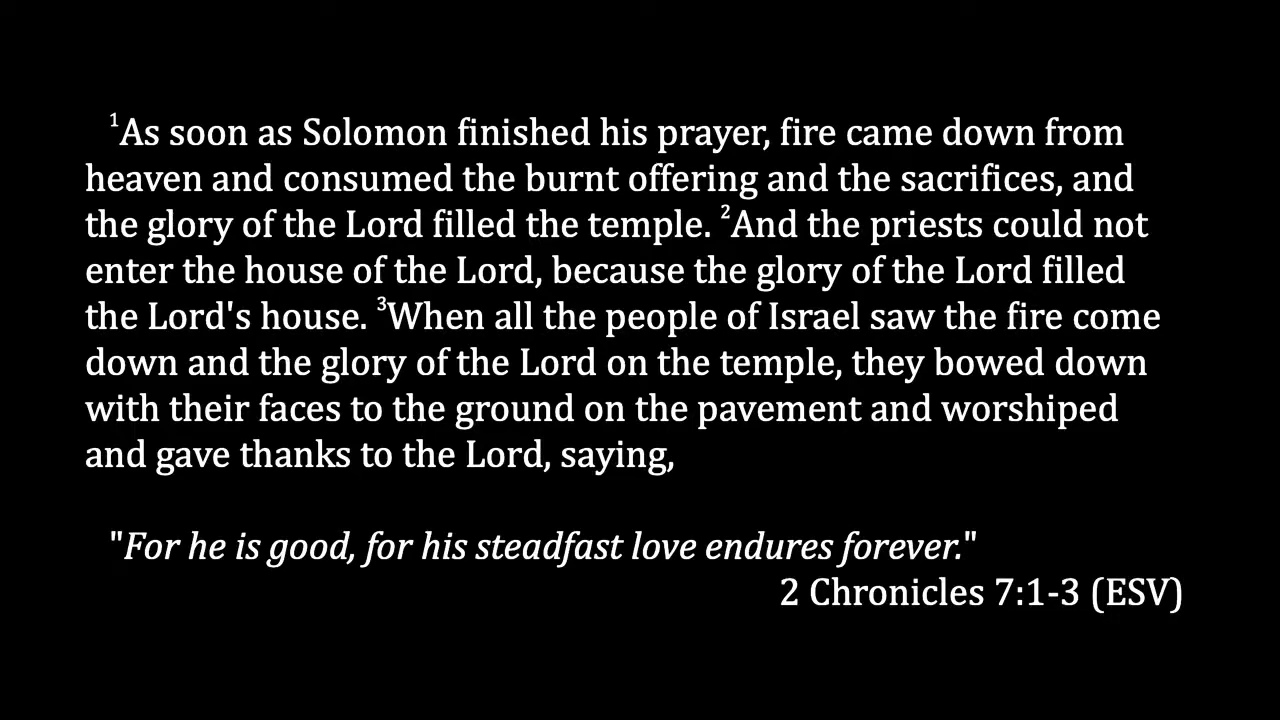 ¹As soon as Solomon finished his prayer, fire came down from
heaven and consumed the burnt offering and the sacrifices, and
the glory of the Lord filled the temple. ²And the priests could not
enter the house of the Lord, because the glory of the Lord filled
the Lord's house. ³When all the people of Israel saw the fire come
down and the glory of the Lord on the temple, they bowed down
with their faces to the ground on the pavement and worshiped
and gave thanks to the Lord, saying,
"For he is good, for his steadfast love endures forever."
2 Chronicles 7:1-3 (ESV)